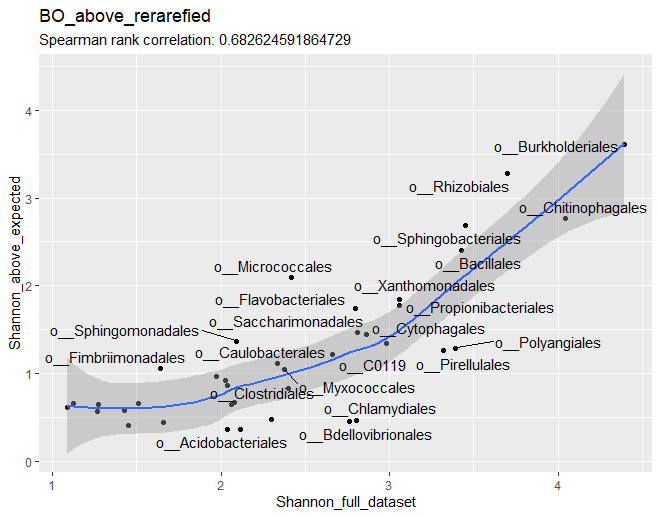 BO_above_rerarefied
Spearman rank correlation: 0.682624591864729
4
3
2
1
0
Shannon_above_expected
o__Burkholderiales
o__Rhizobiales
o__Chitinophagales
o__Sphingobacteriales
o__Bacillales
o__Micrococcales
o__Xanthomonadales
o__Flavobacteriales
o__Propionibacteriales
o__Saccharimonadales
o__Sphingomonadales
o__Cytophagales
o__Polyangiales
o__Caulobacterales
o__Fimbriimonadales
o__C0119
o__Pirellulales
o__Myxococcales
o__Clostridiales
o__Chlamydiales
o__Bdellovibrionales
o__Acidobacteriales
1
2
3
4
Shannon_full_dataset